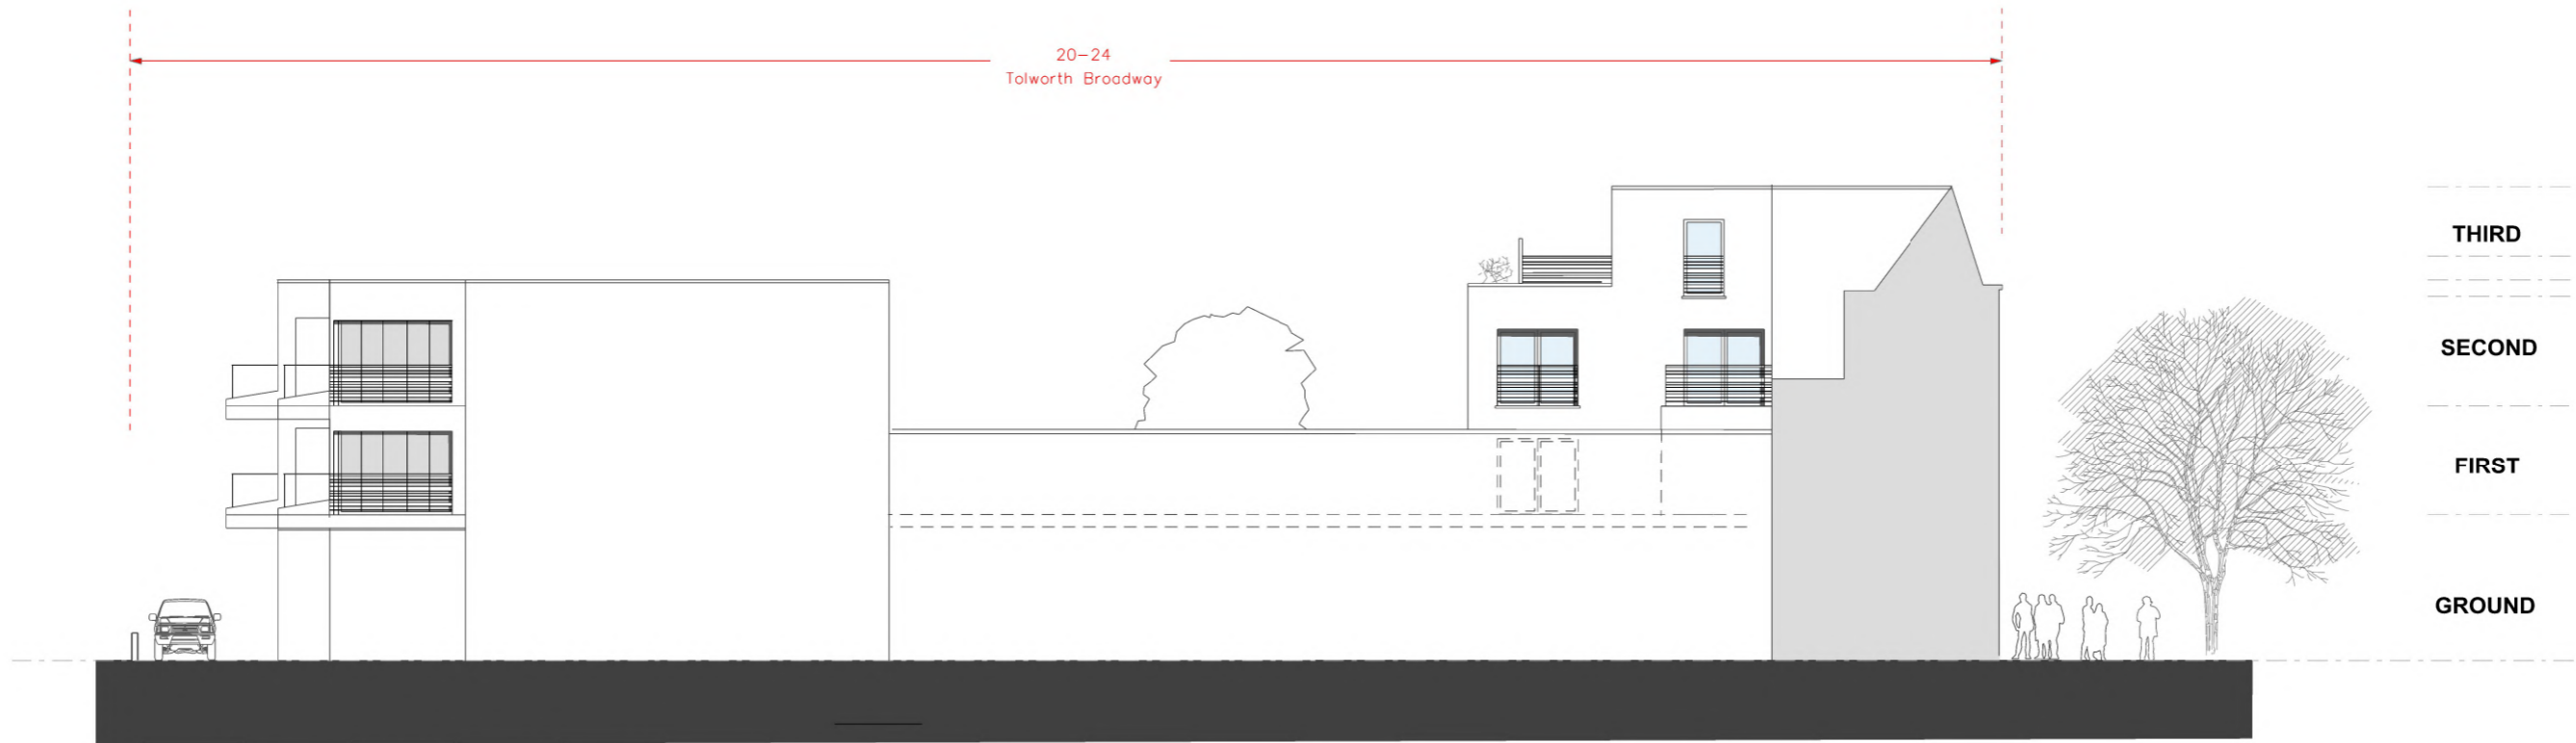 20-24
Tolworth Broadway
THIRD
SECOND
FIRST
GROUND